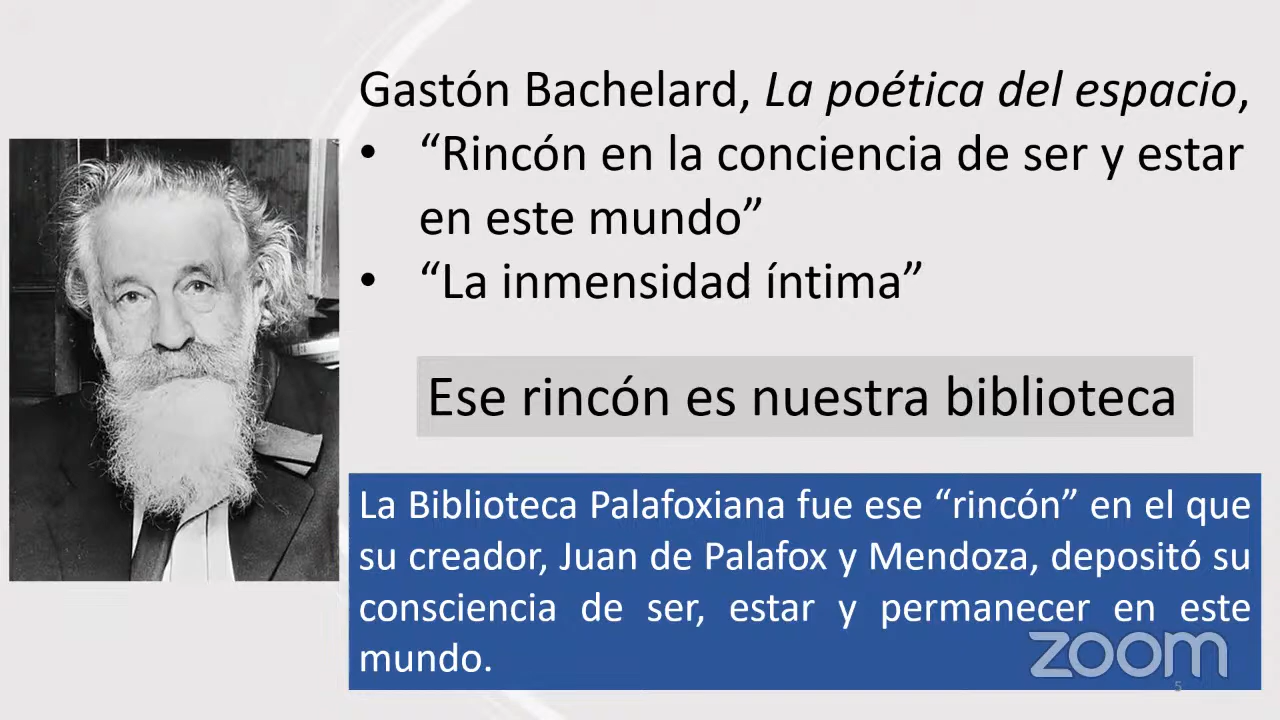 Gastón Bachelard, La poética del espacio,
• “Rincón en la conciencia de ser y estar
en este mundo”
• “La inmensidad íntima”
Ese rincón es nuestra biblioteca
La Biblioteca Palafoxiana fue ese “rincón” en el que
su creador, Juan de Palafox y Mendoza, depositó su
consciencia de ser, estar y permanecer en este
mundo.
zoom
5